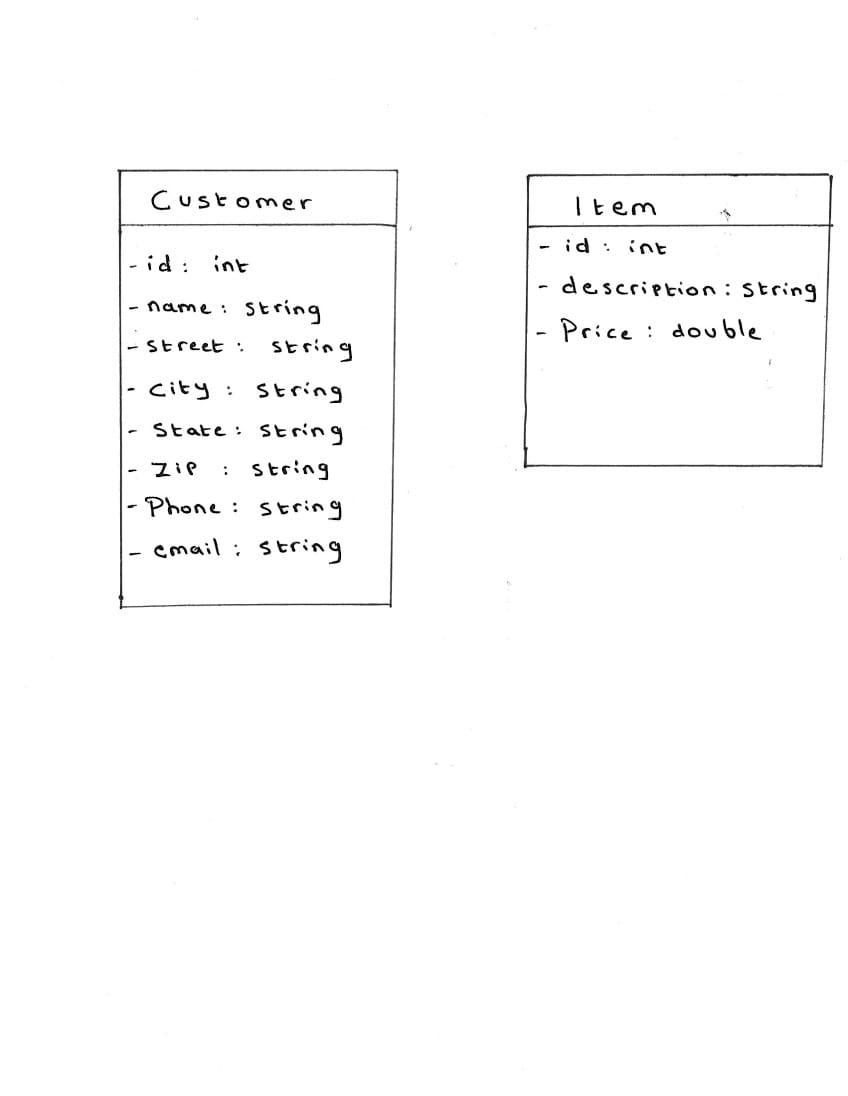 Customer
- id : int
- name : string
- street : string
- City : string
- State : string
- Zip : string
- Phone : string
- email : string
Item
- id : int
- description : string
- Price : double